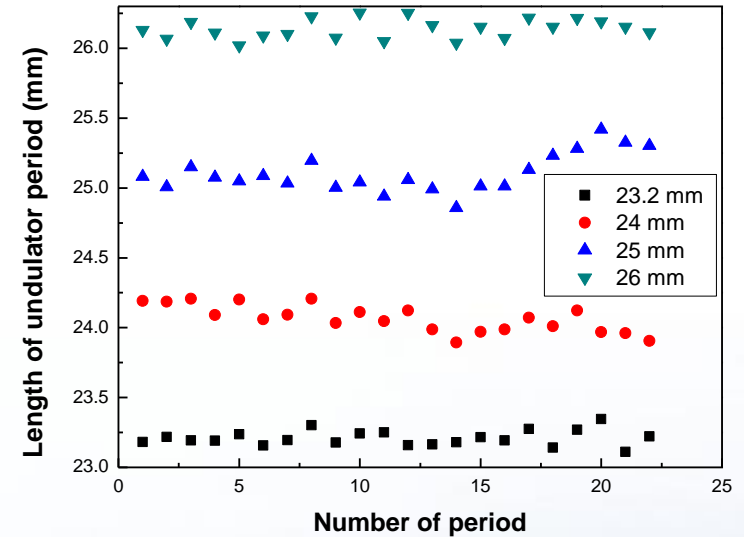 Length of undulator period (mm)
26.0
25.5
25.0
24.5
24.0
23.5
23.0
23.2 mm
24 mm
25 mm
26 mm
0 5 10 15 20 25
Number of period